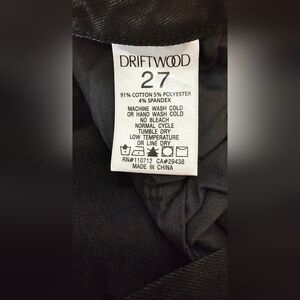 DRIFTWOOD
27
91% COTTON 5% POLYESTER
4% SPANDEX
MACHINE WASH COLD
OR HAND WASH COLD
NO BLEACH
NORMAL CYCLE
TUMBLE DRY
LOW TEMPERATURE
OR LINE DRY
RN#110712 CA#29438
MADE IN CHINA